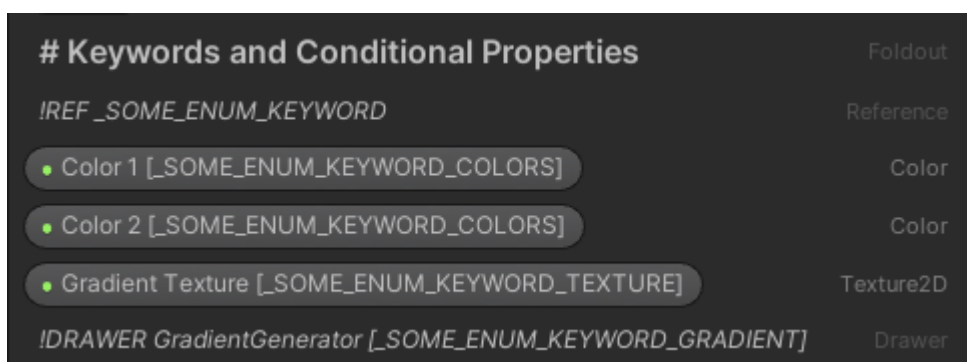 # Keywords and Conditional Properties Foldout
!REF _SOME_ENUM_KEYWORD Reference
Color 1 [_SOME_ENUM_KEYWORD_COLORS] Color
Color 2 [_SOME_ENUM_KEYWORD_COLORS] Color
Gradient Texture [_SOME_ENUM_KEYWORD_TEXTURE] Texture2D
!DRAWER GradientGenerator [_SOME_ENUM_KEYWORD_GRADIENT] Drawer